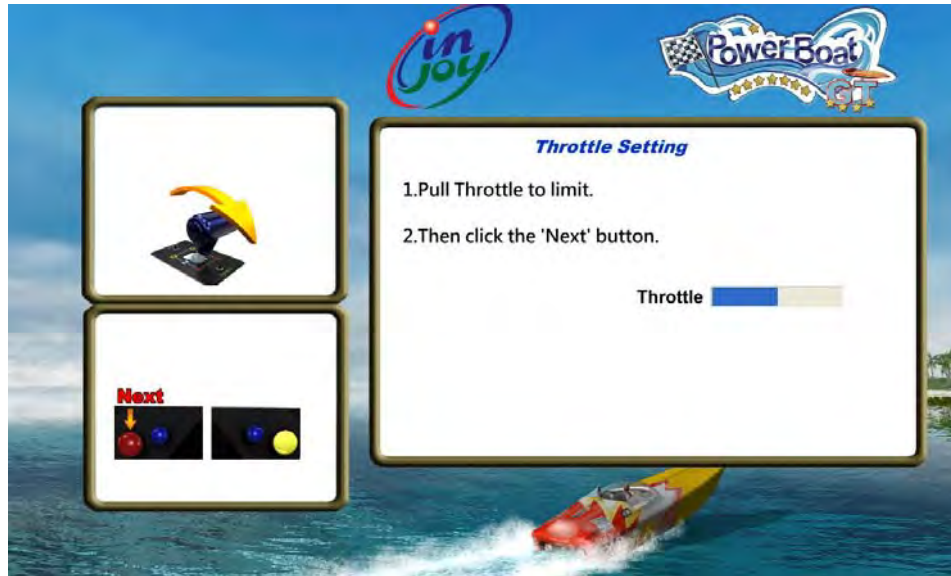 in
joy
PowerBoat
GT
Throttle Setting
1.Pull Throttle to limit.
2.Then click the 'Next' button.
Throttle
Next